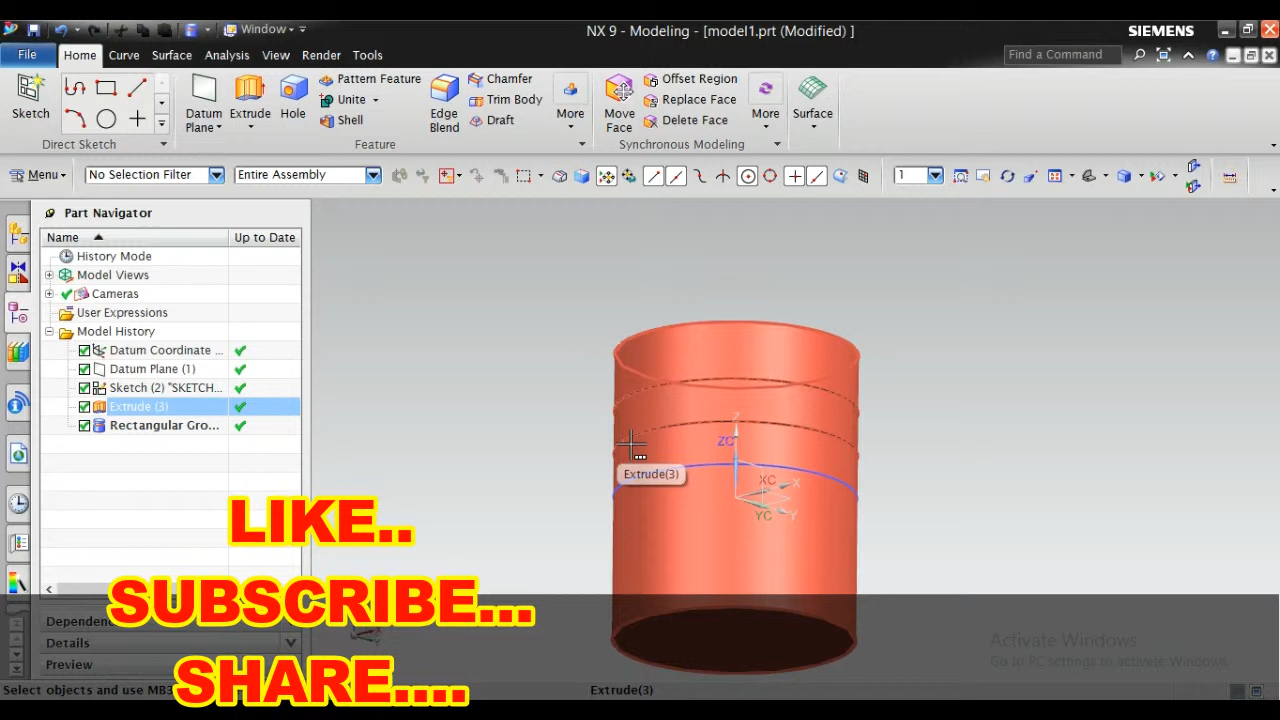 Window
NX 9 - Modeling - [model1.prt (Modified) ]
SIEMENS
File
Home
Curve
Surface
Analysis
View
Render
Tools
Find a Command
Sketch
Datum
Plane
Extrude
Hole
Pattern Feature
Unite
Shell
Edge
Blend
Chamfer
Trim Body
Draft
More
Move
Face
Offset Region
Replace Face
Delete Face
More
Surface
Direct Sketch
Feature
Synchronous Modeling
Menu
No Selection Filter
Entire Assembly
1
Part Navigator
Name
Up to Date
History Mode
Model Views
Cameras
User Expressions
Model History
Datum Coordinate ...
Datum Plane (1)
Sketch (2) "SKETCH...
Extrude (3)
Rectangular Gro...
Z
ZC
XC
X
YC
Y
Extrude(3)
LIKE..
SUBSCRIBE...
SHARE....
Details
Preview
Activate Windows
Go to PC settings to activate Windows.
Select objects and use MB3
Extrude(3)